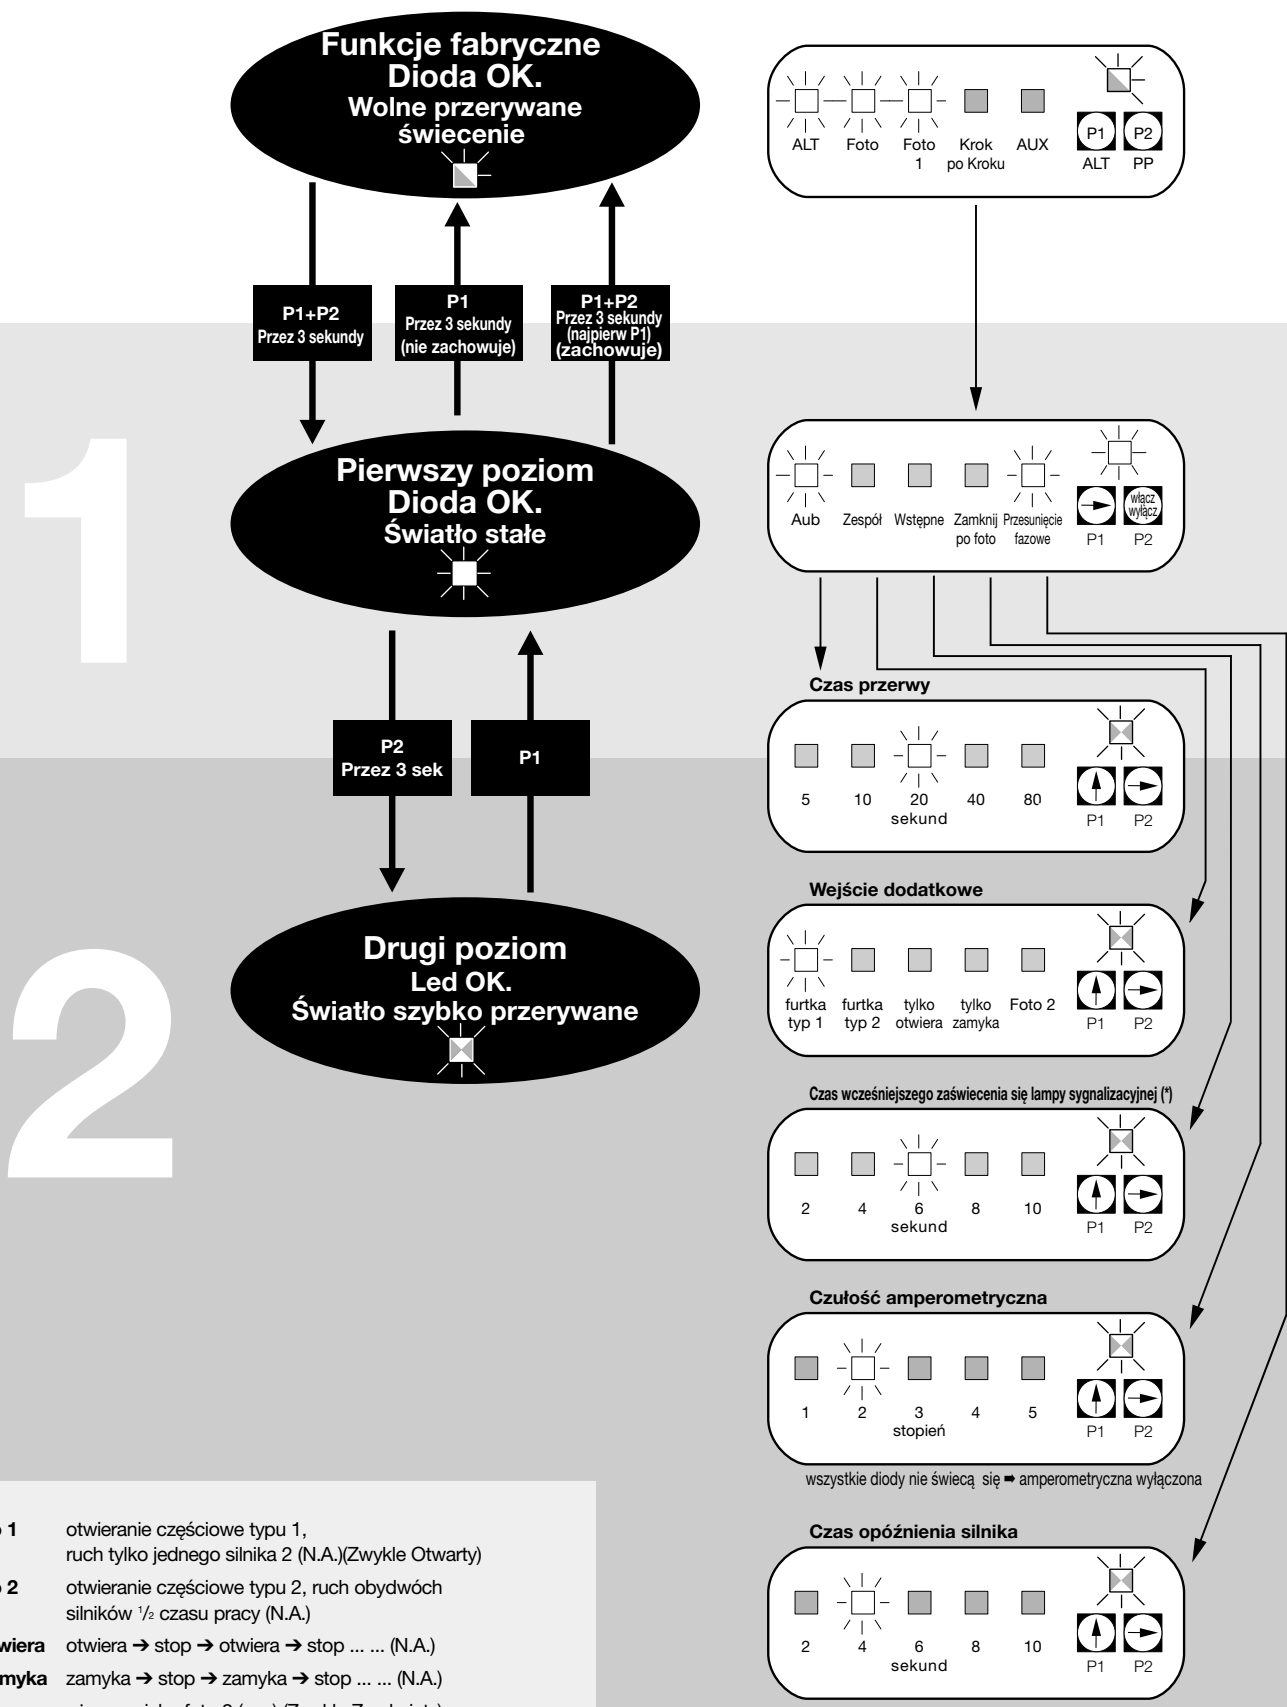 Funkcje fabryczne
Dioda OK.
Wolne przerywane
świecenie
ALT Foto Foto 1 Krok po Kroku AUX
P1 P2
ALT PP
P1+P2
Przez 3 sekundy
P1
Przez 3 sekundy
(nie zachowuje)
P1+P2
Przez 3 sekundy
(najpierw P1)
(zachowuje)
1
Pierwszy poziom
Dioda OK.
Światło stałe
Aub Zespół Wstępne Zamknij po foto Przesunięcie fazowe
włącz
wyłącz
P1 P2
P2
Przez 3 sek
P1
Czas przerwy
5 10 20 40 80
sekund
P1 P2
2
Drugi poziom
Led OK.
Światło szybko przerywane
Wejście dodatkowe
furtka typ 1 furtka typ 2 tylko otwiera tylko zamyka Foto 2
P1 P2
Czas wcześniejszego zaświecenia się lampy sygnalizacyjnej (*)
2 4 6 8 10
sekund
P1 P2
Czułość amperometryczna
1 2 3 4 5
stopień
P1 P2
wszystkie diody nie świecą się ➡ amperometryczna wyłączona
Czas opóźnienia silnika
2 4 6 8 10
sekund
P1 P2
1 otwieranie częściowe typu 1,
ruch tylko jednego silnika 2 (N.A.)(Zwykle Otwarty)
2 otwieranie częściowe typu 2, ruch obydwóch
silników 1/2 czasu pracy (N.A.)
wiera otwiera ➔ stop ➔ otwiera ➔ stop ... ... (N.A.)
myka zamyka ➔ stop ➔ zamyka ➔ stop ... ... (N.A.)